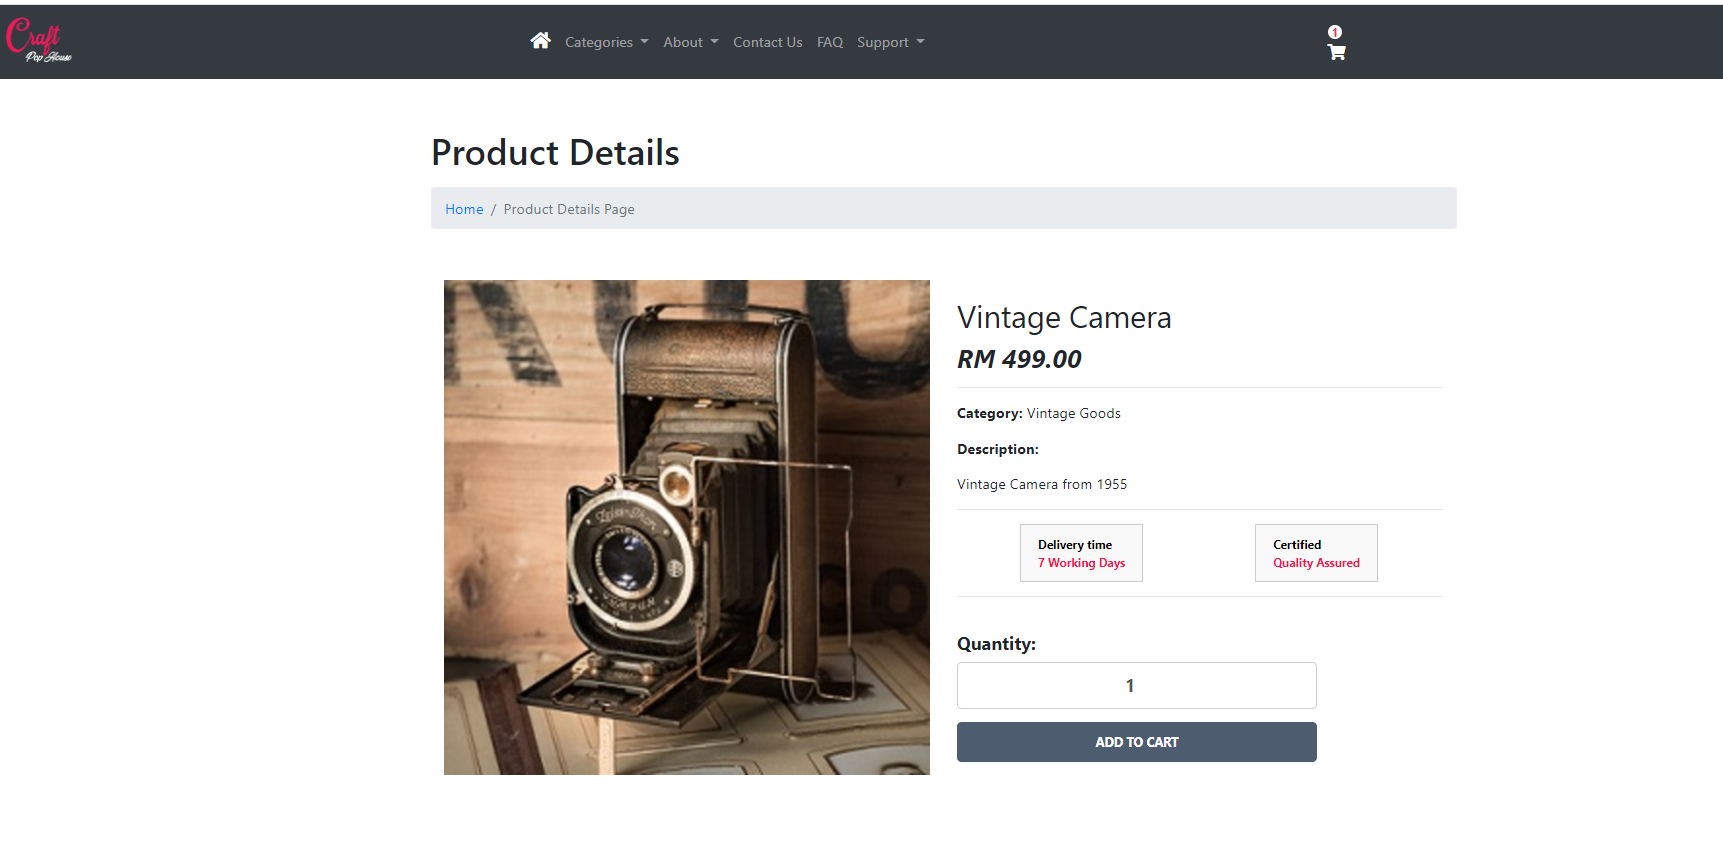 Craft
Pop House
Categories
About
Contact Us
FAQ
Support
1
Product Details
Home / Product Details Page
Vintage Camera
RM 499.00
Category: Vintage Goods
Description:
Vintage Camera from 1955
Delivery time
7 Working Days
Certified
Quality Assured
Quantity:
1
ADD TO CART
Zeiss-Ikon